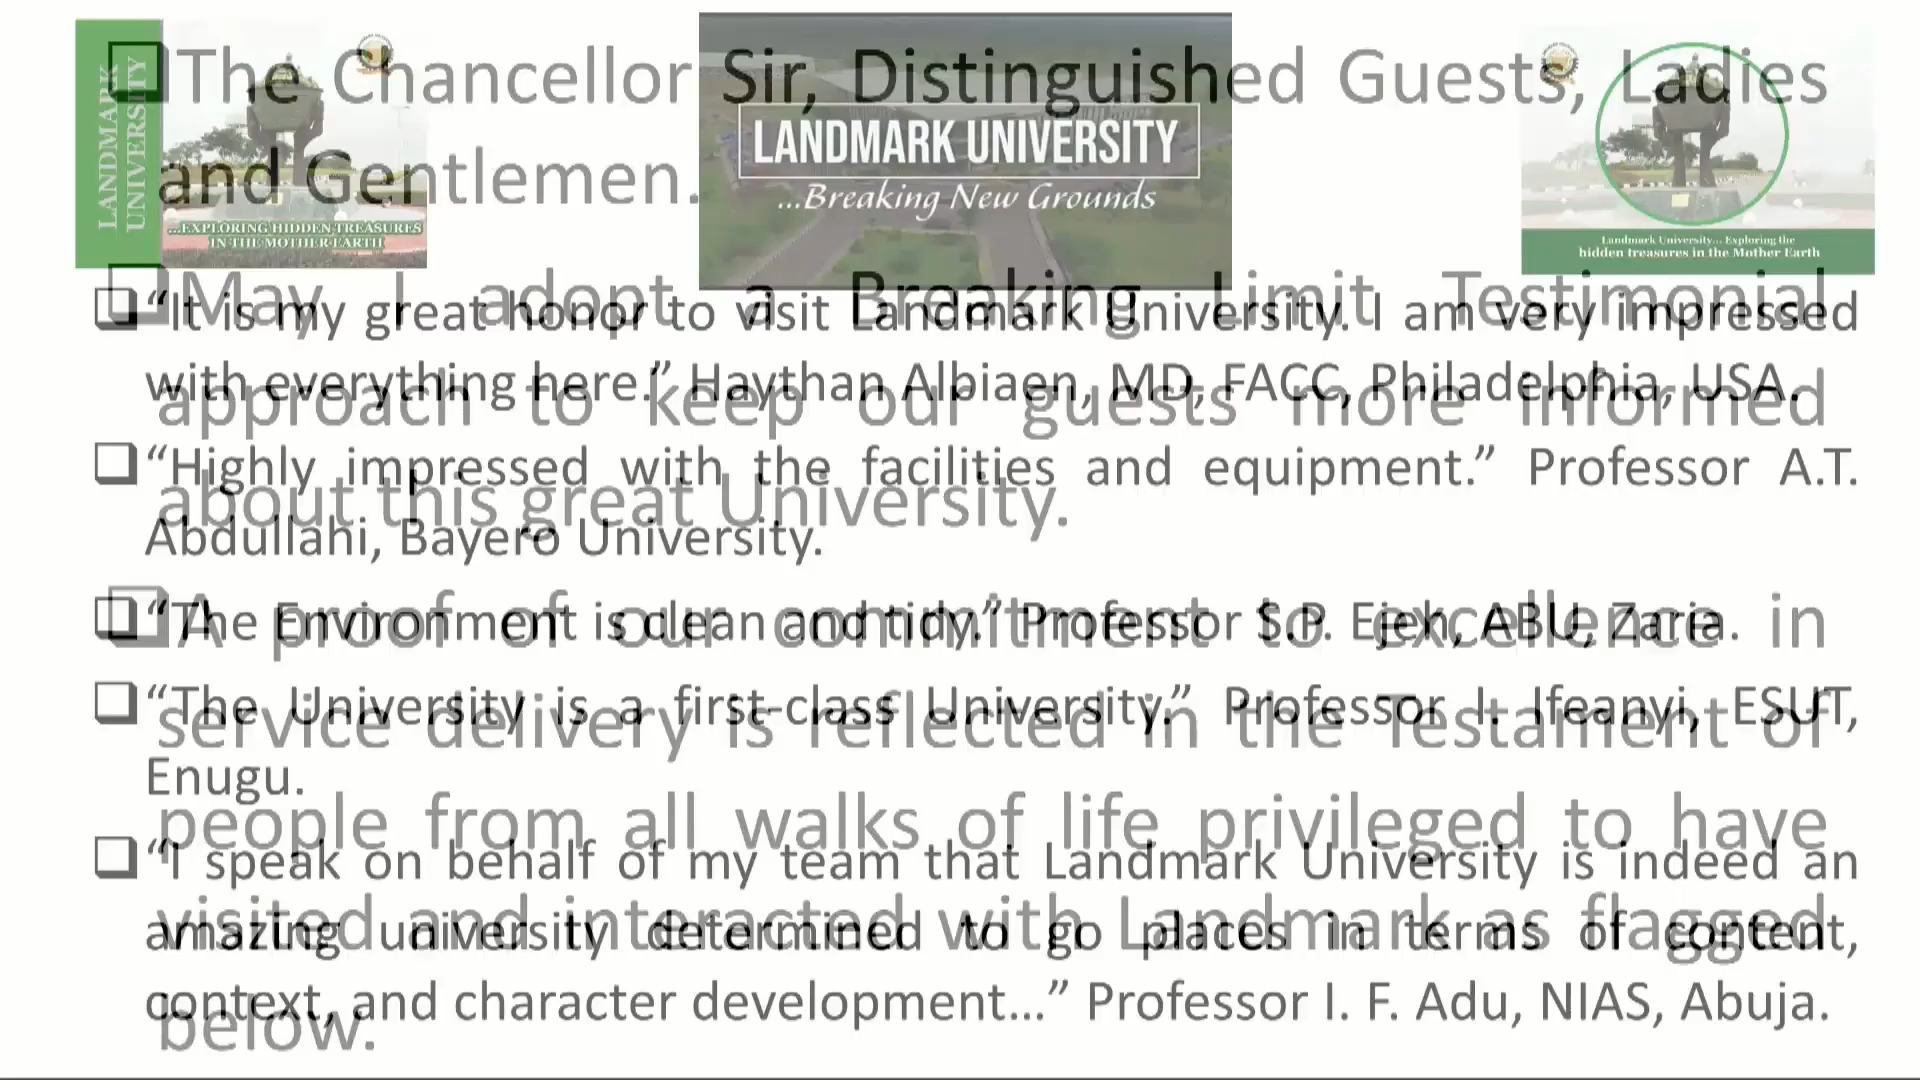 The Chancellor Sir, Distinguished Guests, Ladies
and Gentlemen.
May I adopt a Breaking Limit Testimonial
approach to keep our guests more informed
about this great University.
A proof of our commitment to excellence in
service delivery is reflected in the Testament of
people from all walks of life privileged to have
visited and interacted with Landmark as flagged
below.
LANDMARK
UNIVERSITY
...EXPLORING HIDDEN TREASURES
IN THE MOTHER EARTH
LANDMARK UNIVERSITY
...Breaking New Grounds
Landmark University... Exploring the
hidden treasures in the Mother Earth
“It is my great honor to visit Landmark University. I am very impressed
with everything here.” Haythan Albiaen, MD, FACC, Philadelphia, USA.
“Highly impressed with the facilities and equipment.” Professor A.T.
Abdullahi, Bayero University.
“The Environment is clean and tidy.” Professor S.P. Ejeh, ABU, Zaria.
“The University is a first-class University.” Professor I. Ifeanyi, ESUT,
Enugu.
“I speak on behalf of my team that Landmark University is indeed an
amazing university determined to go places in terms of content,
context, and character development...” Professor I. F. Adu, NIAS, Abuja.